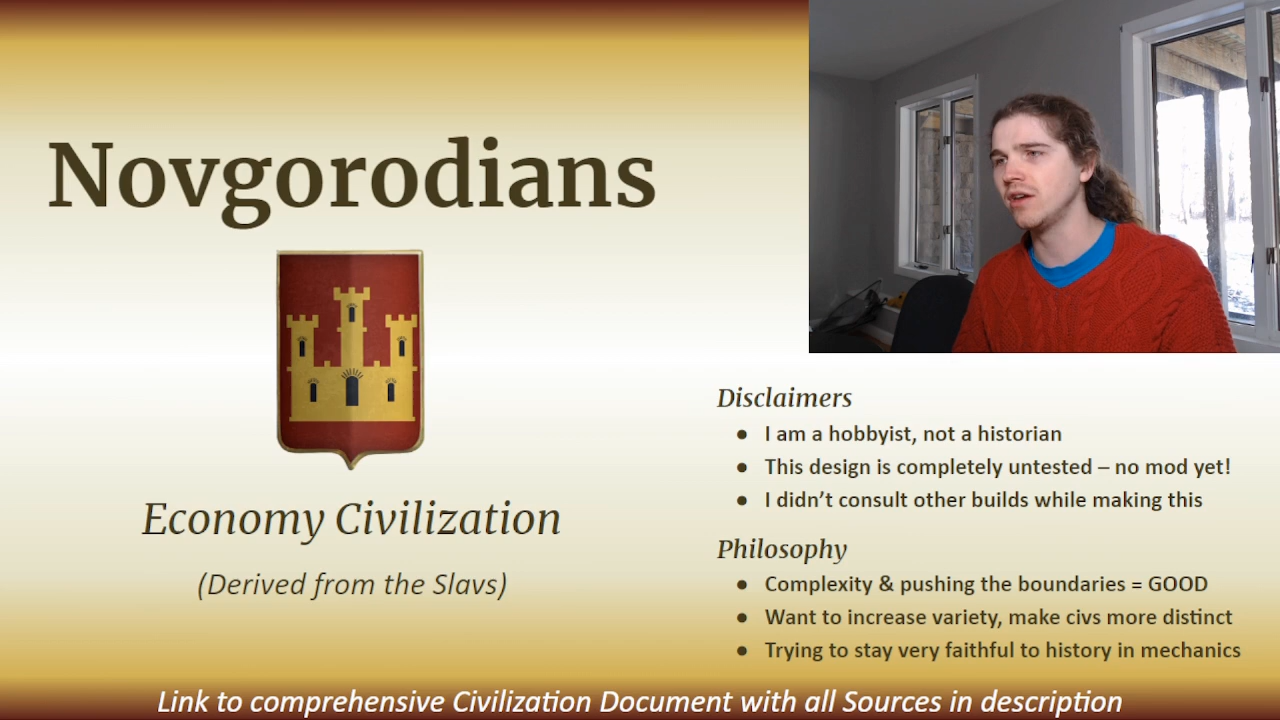 Novgorodians
Economy Civilization
(Derived from the Slavs)
Disclaimers
● I am a hobbyist, not a historian
● This design is completely untested – no mod yet!
● I didn’t consult other builds while making this
Philosophy
● Complexity & pushing the boundaries = GOOD
● Want to increase variety, make civs more distinct
● Trying to stay very faithful to history in mechanics
Link to comprehensive Civilization Document with all Sources in description